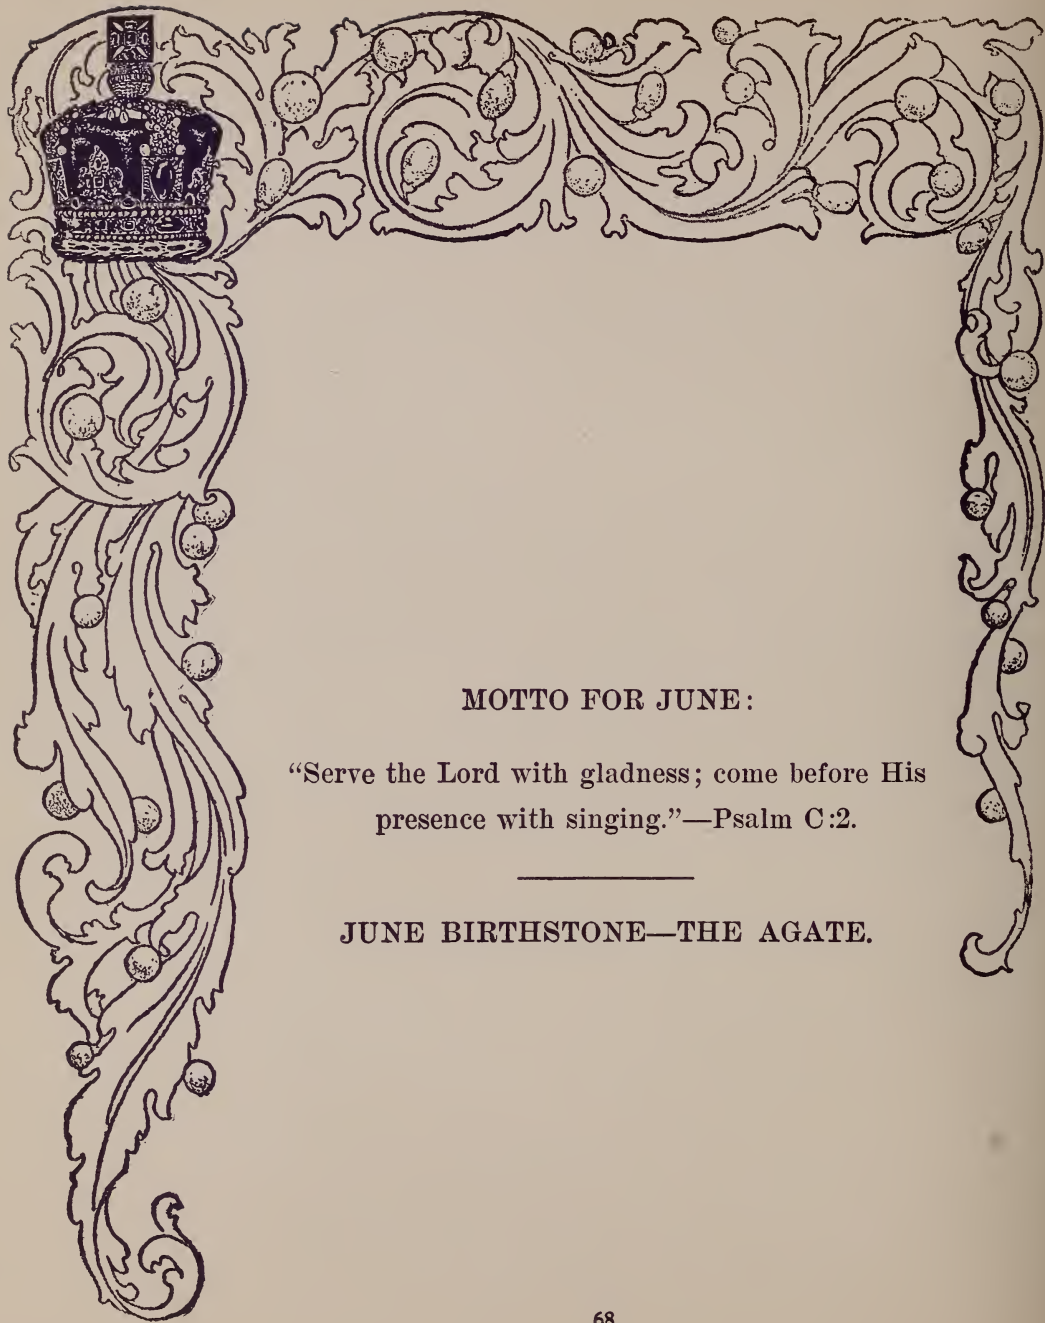 MOTTO FOR JUNE:
“Serve the Lord with gladness; come before His
presence with singing.”—Psalm C:2.
JUNE BIRTHSTONE—THE AGATE.
68